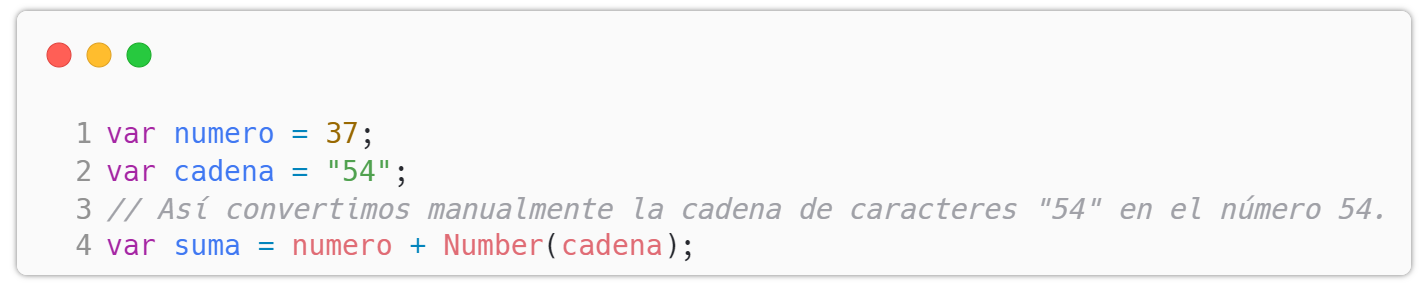 1 var numero = 37;
2 var cadena = "54";
3 // Así convertimos manualmente la cadena de caracteres "54" en el número 54.
4 var suma = numero + Number(cadena);